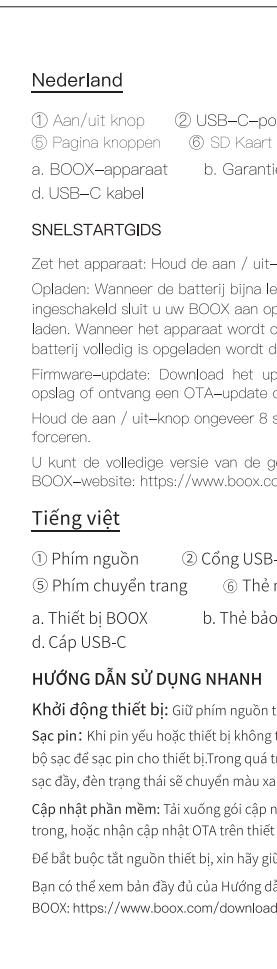 Nederland
① Aan/uit knop ② USB–C–po
⑤ Pagina knoppen ⑥ SD Kaart
a. BOOX–apparaat b. Garantie
d. USB–C kabel
SNELSTARTGIDS
Zet het apparaat: Houd de aan / uit–
Opladen: Wanneer de batterij bijna le
ingeschakeld sluit u uw BOOX aan op
laden. Wanneer het apparaat wordt o
batterij volledig is opgeladen wordt d
Firmware–update: Download het up
opslag of ontvang een OTA–update o
Houd de aan / uit–knop ongeveer 8 s
forceren.
U kunt de volledige versie van de ge
BOOX–website: https://www.boox.co
Tiếng việt
① Phím nguồn ② Cổng USB-
⑤ Phím chuyển trang ⑥ Thẻ n
a. Thiết bị BOOX b. Thẻ bảo
d. Cáp USB-C
HƯỚNG DẪN SỬ DỤNG NHANH
Khởi động thiết bị: Giữ phím nguồn t
Sạc pin: Khi pin yếu hoặc thiết bị không t
bộ sạc để sạc pin cho thiết bị.Trong quá tr
sạc đầy, đèn trạng thái sẽ chuyển màu xa
Cập nhật phần mềm: Tải xuống gói cập n
trong, hoặc nhận cập nhật OTA trên thiết
Để bắt buộc tắt nguồn thiết bị, xin hãy giữ
Bạn có thể xem bản đầy đủ của Hướng dẫ
BOOX: https://www.boox.com/download